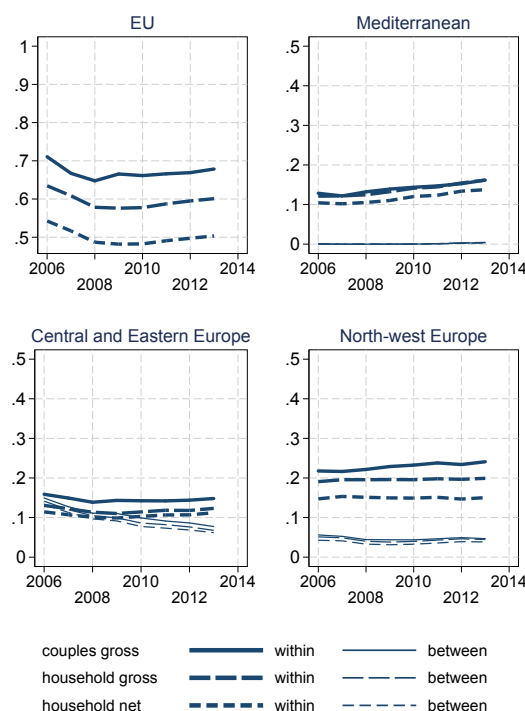 EU
1
.9
.8
.7
.6
.5
2006 2010 2014
2008 2012
Mediterranean
.5
.4
.3
.2
.1
0
2006 2010 2014
2008 2012
Central and Eastern Europe
.5
.4
.3
.2
.1
0
2006 2010 2014
2008 2012
North-west Europe
.5
.4
.3
.2
.1
0
2006 2010 2014
2008 2012
couples gross within between
household gross within between
household net within between